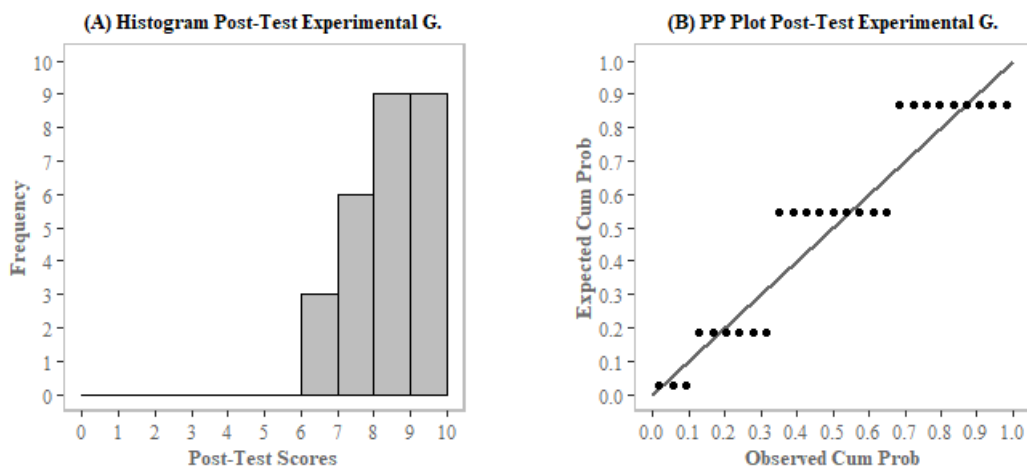 (A) Histogram Post-Test Experimental G.
10
9
8
7
6
5
4
3
2
1
0
Frequency
0 1 2 3 4 5 6 7 8 9 10
Post-Test Scores
(B) PP Plot Post-Test Experimental G.
1.0
0.9
0.8
0.7
0.6
0.5
0.4
0.3
0.2
0.1
0.0
Expected Cum Prob
0.0 0.1 0.2 0.3 0.4 0.5 0.6 0.7 0.8 0.9 1.0
Observed Cum Prob